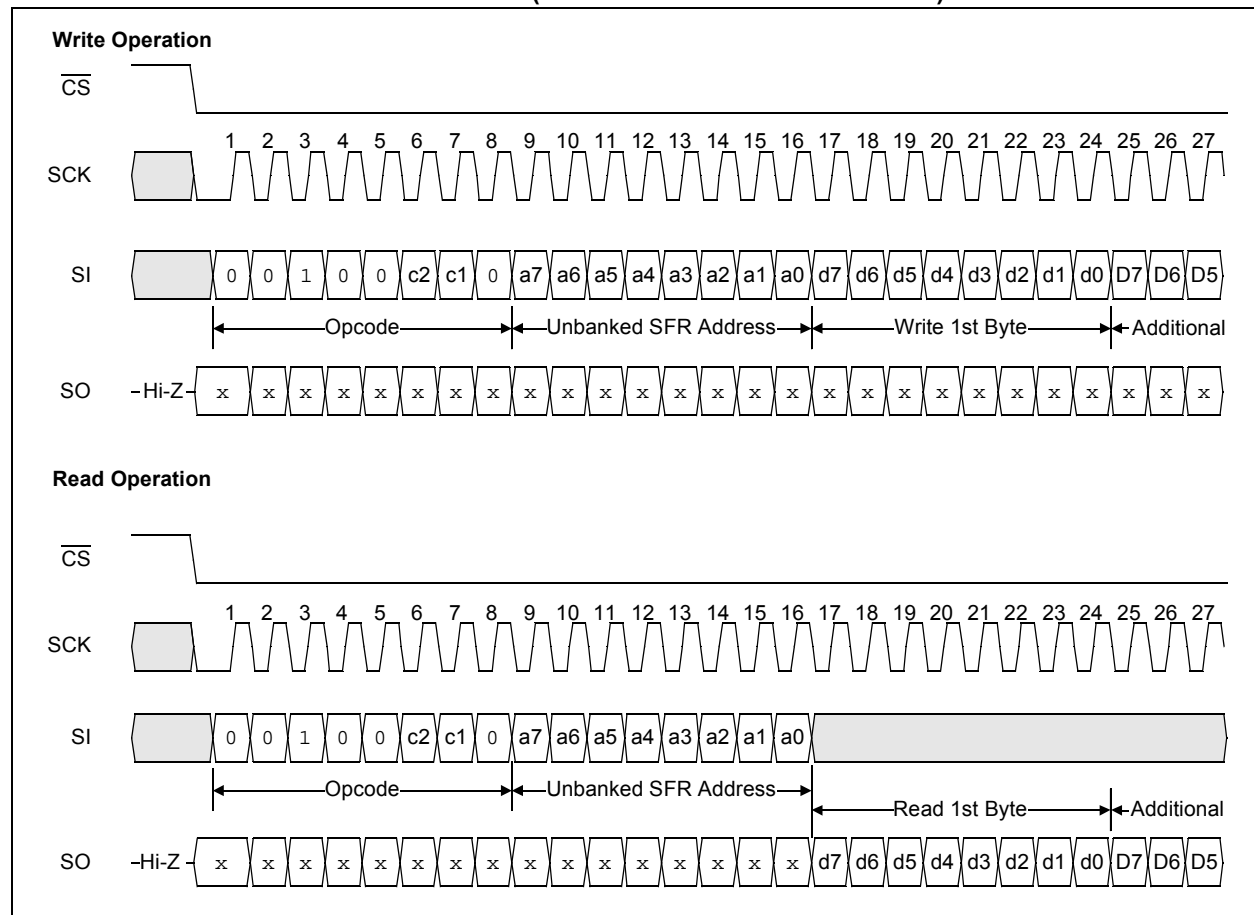 Write Operation
CS
1 2 3 4 5 6 7 8 9 10 11 12 13 14 15 16 17 18 19 20 21 22 23 24 25 26 27
SCK
SI 0 0 1 0 0 c2 c1 0 a7 a6 a5 a4 a3 a2 a1 a0 d7 d6 d5 d4 d3 d2 d1 d0 D7 D6 D5
Opcode Unbanked SFR Address Write 1st Byte Additional
SO Hi-Z x x x x x x x x x x x x x x x x x x x x x x x x x x x
Read Operation
CS
1 2 3 4 5 6 7 8 9 10 11 12 13 14 15 16 17 18 19 20 21 22 23 24 25 26 27
SCK
SI 0 0 1 0 0 c2 c1 0 a7 a6 a5 a4 a3 a2 a1 a0
Opcode Unbanked SFR Address
Read 1st Byte Additional
SO Hi-Z x x x x x x x x x x x x x x x x d7 d6 d5 d4 d3 d2 d1 d0 D7 D6 D5